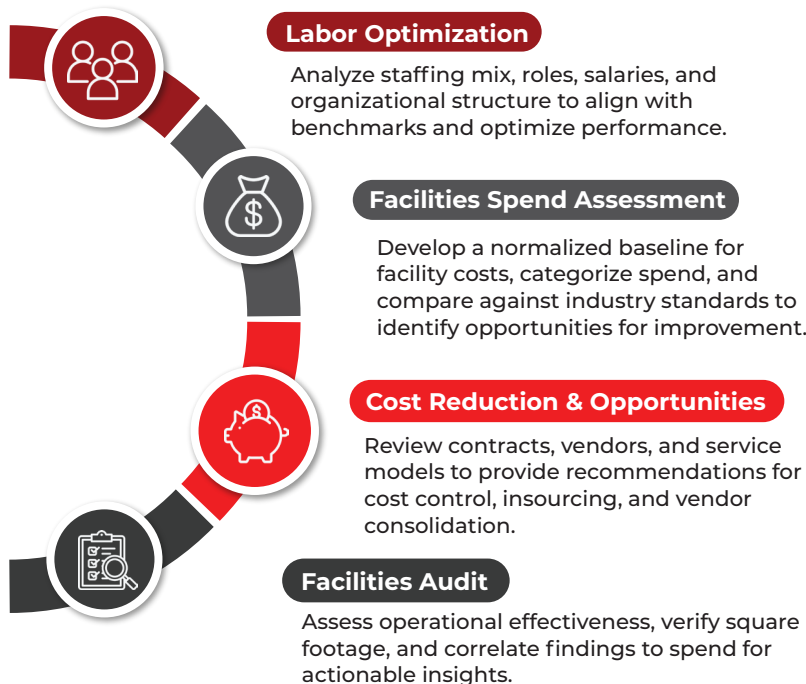 Labor Optimization
Analyze staffing mix, roles, salaries, and
organizational structure to align with
benchmarks and optimize performance.
$
Facilities Spend Assessment
Develop a normalized baseline for
facility costs, categorize spend, and
compare against industry standards to
identify opportunities for improvement.
$
Cost Reduction & Opportunities
Review contracts, vendors, and service
models to provide recommendations for
cost control, insourcing, and vendor
consolidation.
Facilities Audit
Assess operational effectiveness, verify square
footage, and correlate findings to spend for
actionable insights.